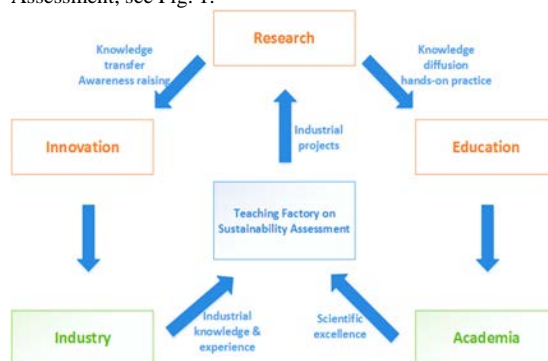 Assessment, see Fig. 1.
Research
Knowledge
transfer
Awareness raising
Knowledge
diffusion
hands-on practice
Innovation
Industrial
projects
Education
Teaching Factory on
Sustainability Assessment
Industrial
knowledge &
experience
Scientific
excellence
Industry
Academia